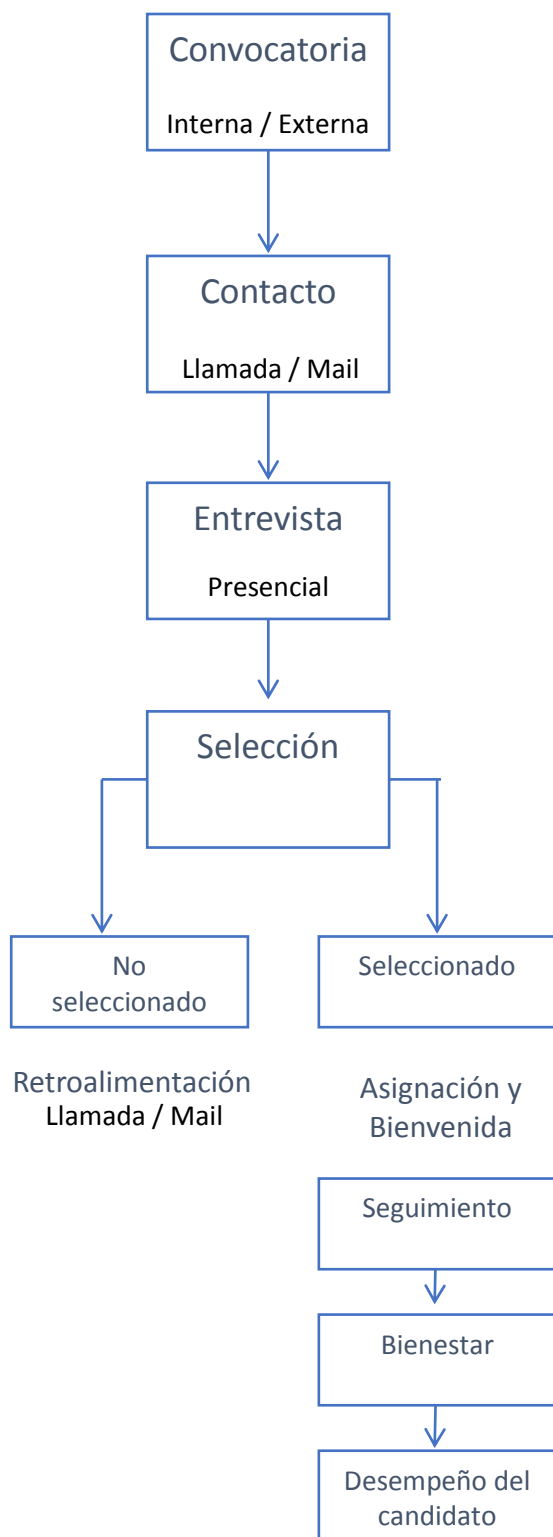 Convocatoria
Interna / Externa
Contacto
Llamada / Mail
Entrevista
Presencial
Selección
No
seleccionado
Seleccionado
Retroalimentación
Llamada / Mail
Asignación y
Bienvenida
Seguimiento
Bienestar
Desempeño del
candidato